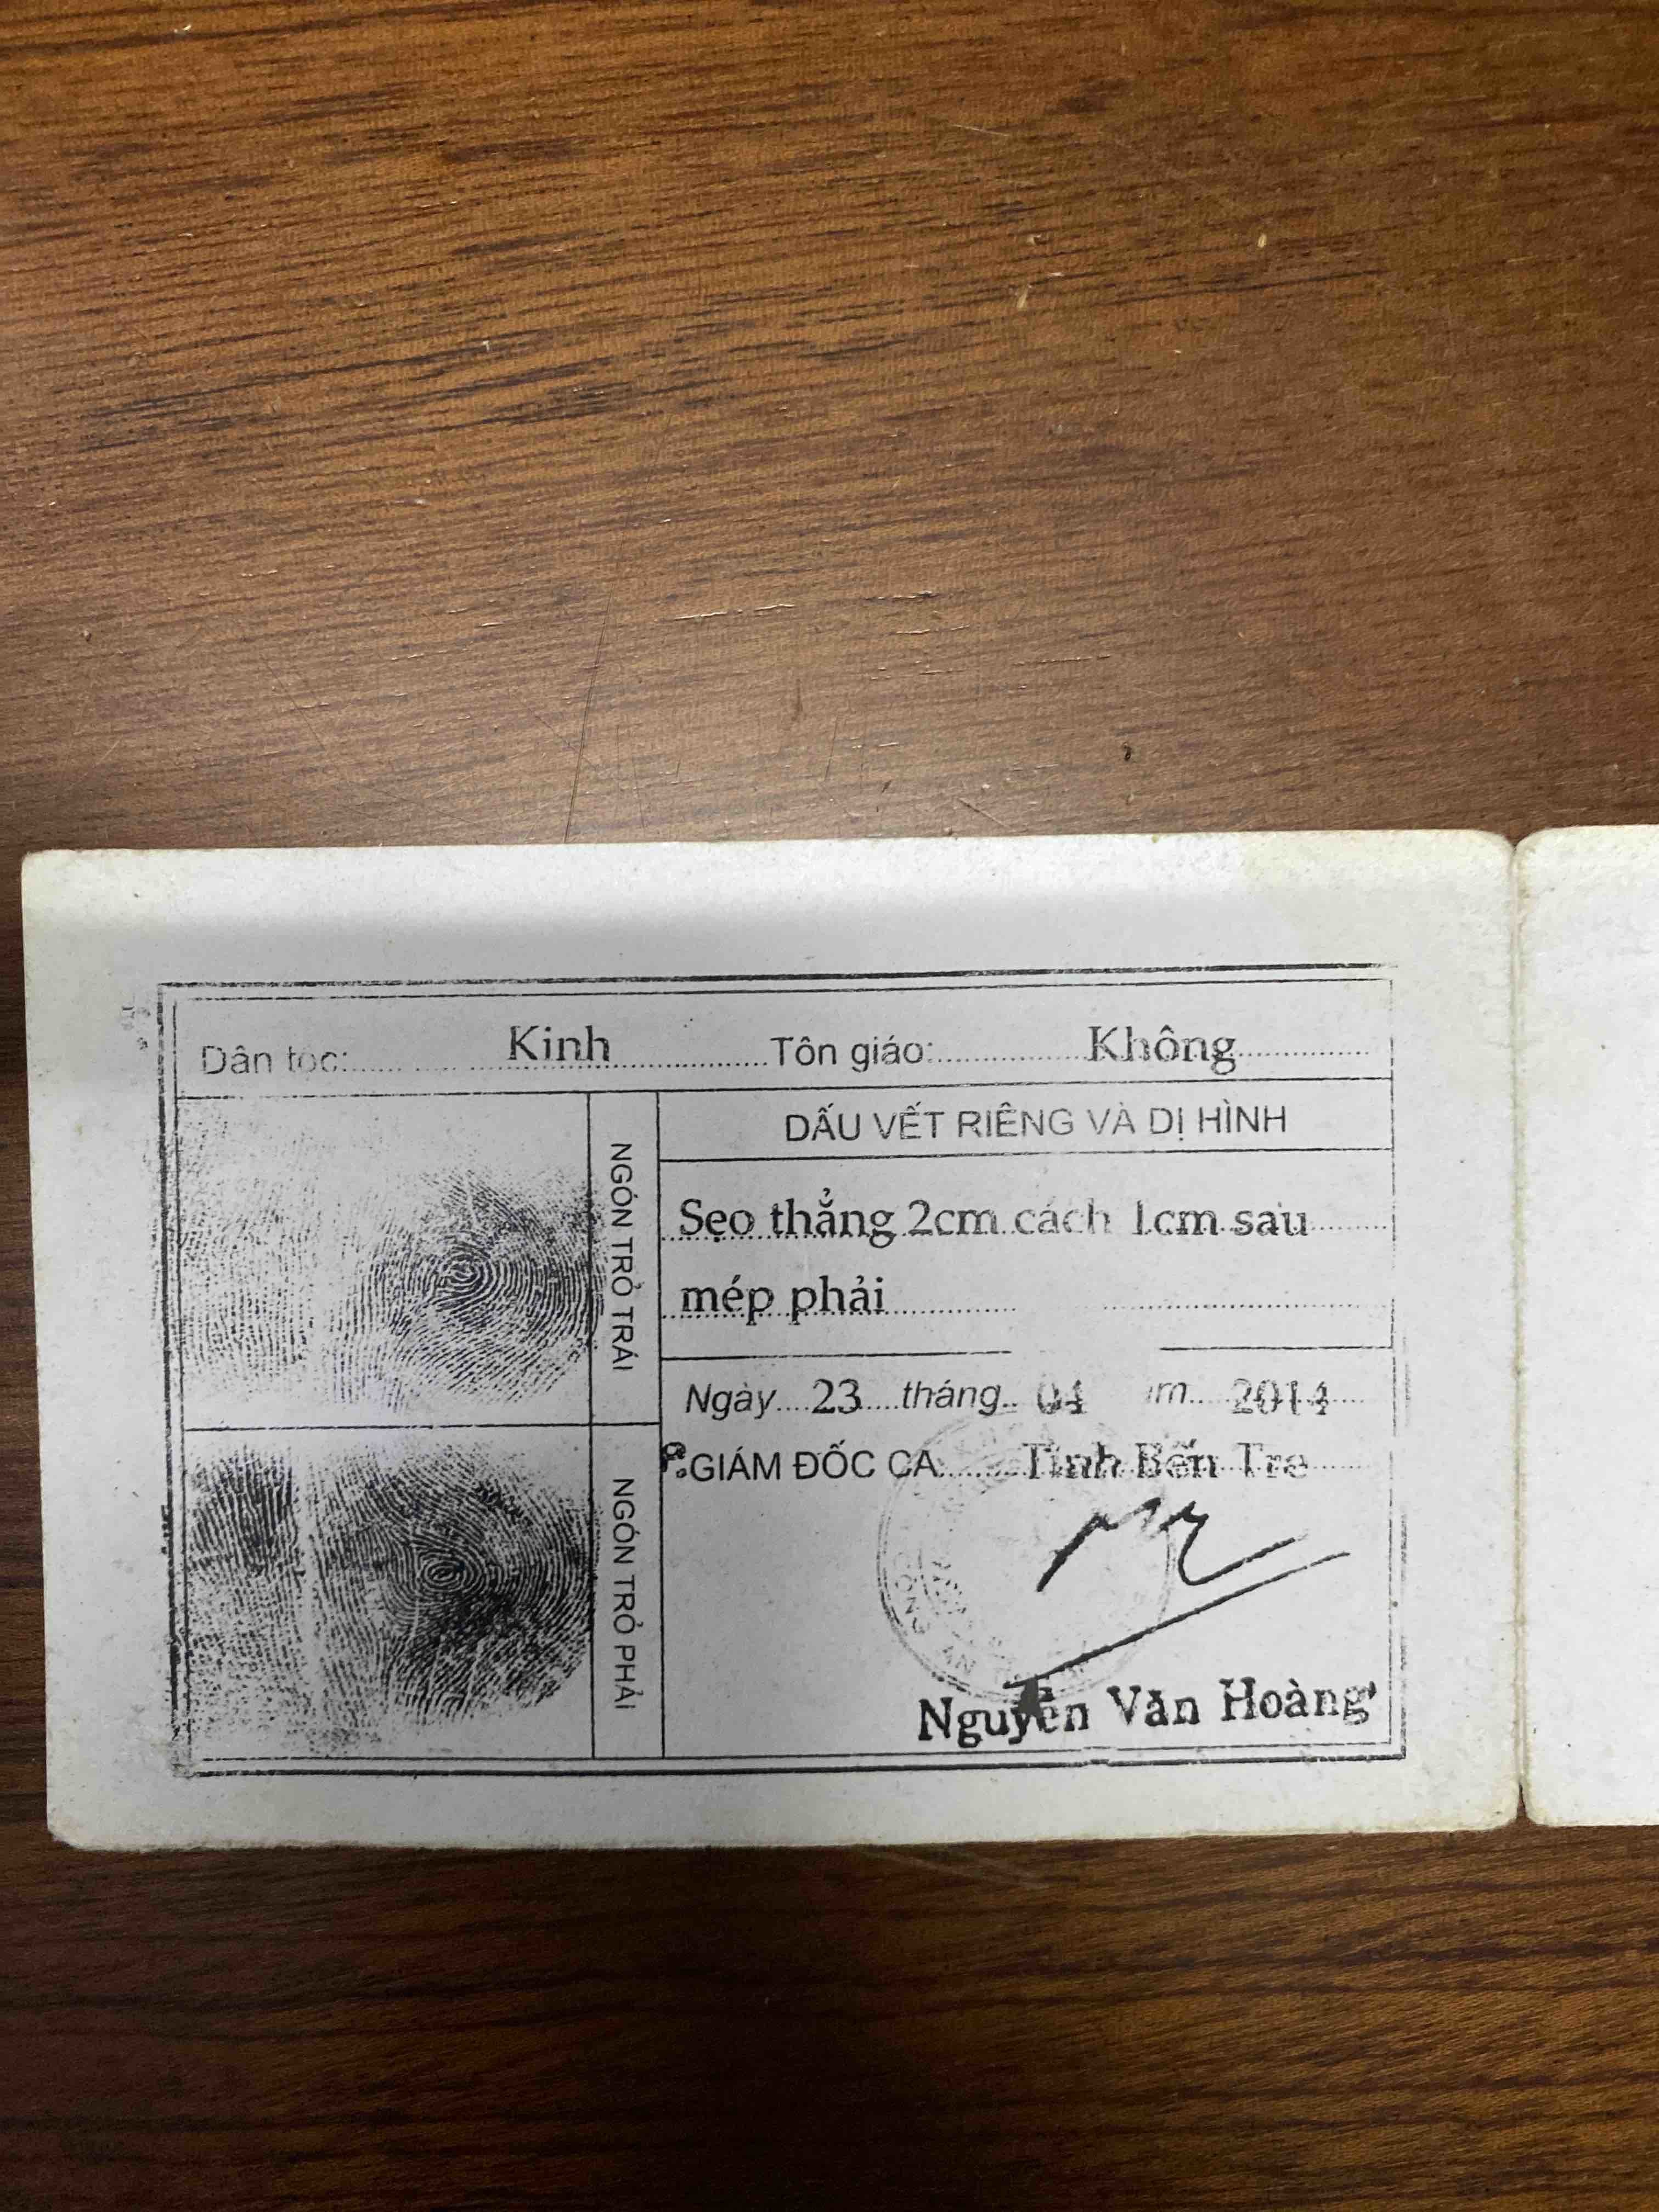 Dân tộc: Kinh Tôn giáo: Không
NGÓN TRỎ TRÁI
DẤU VẾT RIÊNG VÀ DỊ HÌNH
Sẹo thẳng 2cm cách 1cm sau
mép phải
Ngày 23 tháng 04 m 2014
GIÁM ĐỐC CA Tỉnh Bến Tre
NGÓN TRỎ PHẢI
CÔNG AN
Nguyễn Văn Hoàng